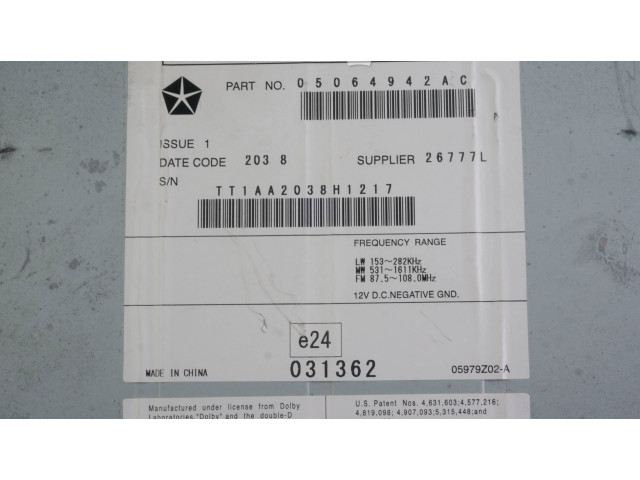 PART NO. 05064942AC
ISSUE 1
DATE CODE 2038 SUPPLIER 26777L
S/N
TT1AA2038H1217
FREQUENCY RANGE
LW 153~282KHz
MW 531~1611KHz
FM 87.5~108.0MHz
12V D.C.NEGATIVE GND.
e24
031362
MADE IN CHINA 05979Z02-A
Manufactured under license from Dolby
Laboratories."Dolby" and the double-D
U.S. Patent Nos. 4,631,603;4,577,216;
4,819,098; 4,907,093;5,315,448;and